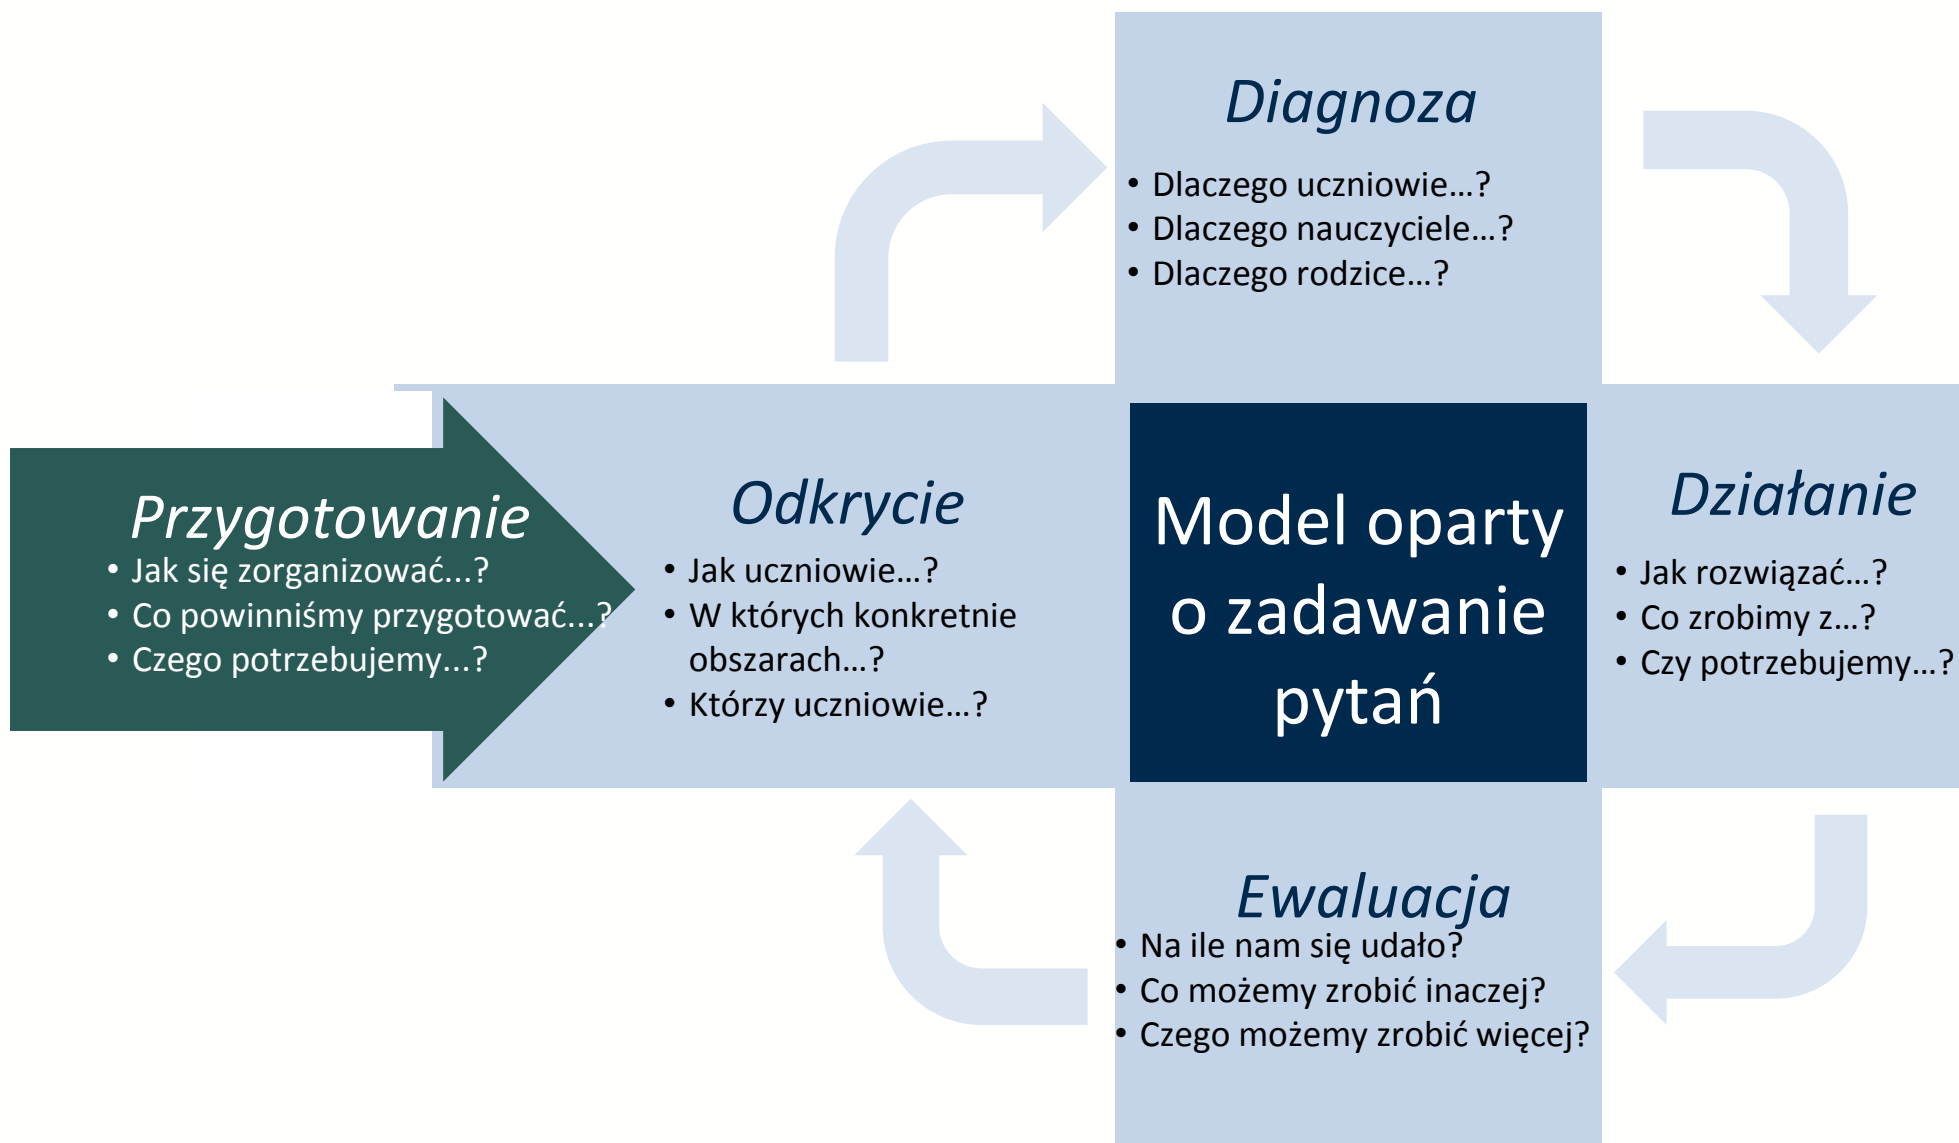 Diagnoza
• Dlaczego uczniowie…?
• Dlaczego nauczyciele…?
• Dlaczego rodzice…?
Przygotowanie
• Jak się zorganizować...?
• Co powinniśmy przygotować...?
• Czego potrzebujemy...?
Odkrycie
• Jak uczniowie…?
• W których konkretnie
obszarach…?
• Którzy uczniowie…?
Model oparty
o zadawanie
pytań
Działanie
• Jak rozwiązać…?
• Co zrobimy z…?
• Czy potrzebujemy…?
Ewaluacja
• Na ile nam się udało?
• Co możemy zrobić inaczej?
• Czego możemy zrobić więcej?